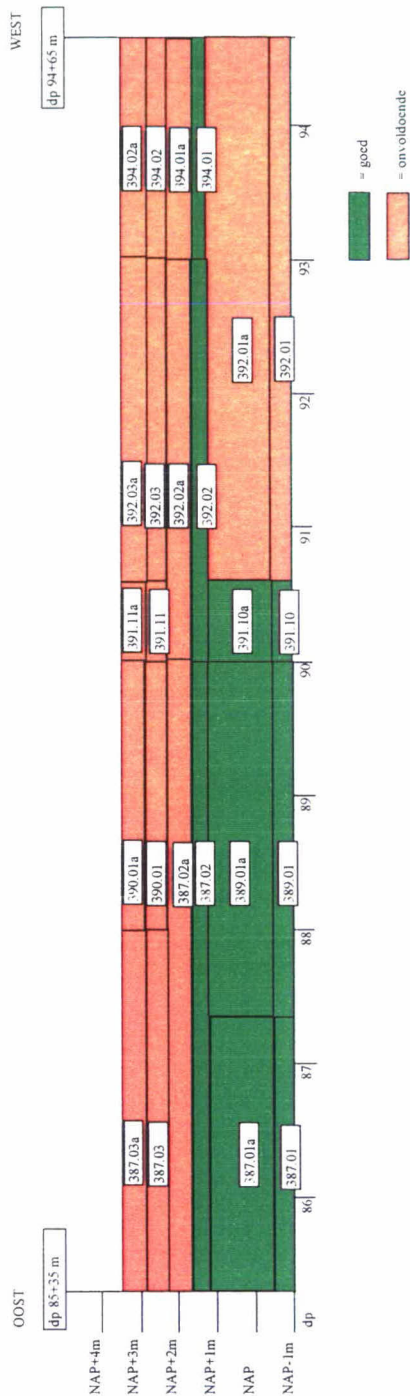 OOST
WEST
dp 85+35 m
dp 94+65 m
NAP+4m
NAP+3m
NAP+2m
NAP+1m
NAP
NAP-1m
387.03a
390.01a
391.11a
392.03a
394.02a
387.03
390.01
391.11
392.03
394.02
387.02a
392.02a
394.01a
387.02
392.02
394.01
387.01a
389.01a
391.10a
392.01a
387.01
389.01
391.10
392.01
dp
86
87
88
89
90
91
92
93
94
= goed
= onvoldoende